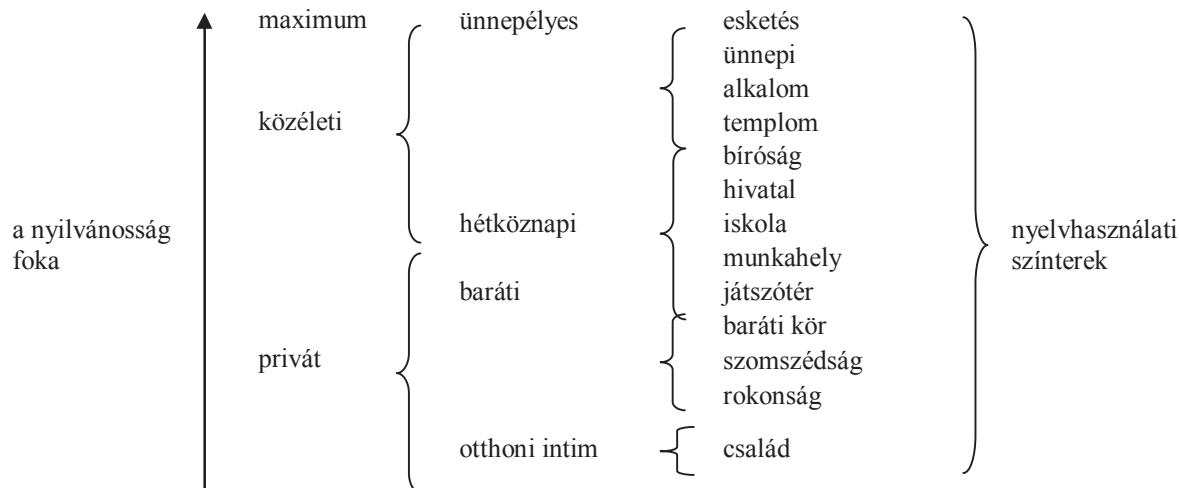 maximum
ünnepélyes
esketés
ünnepi
alkalom
közéleti
templom
bíróság
hivatal
a nyilvánosság
foka
hétköznapi
iskola
nyelvhasználati
színterek
munkahely
baráti
játszótér
baráti kör
privát
szomszédság
rokonság
otthoni intim
család